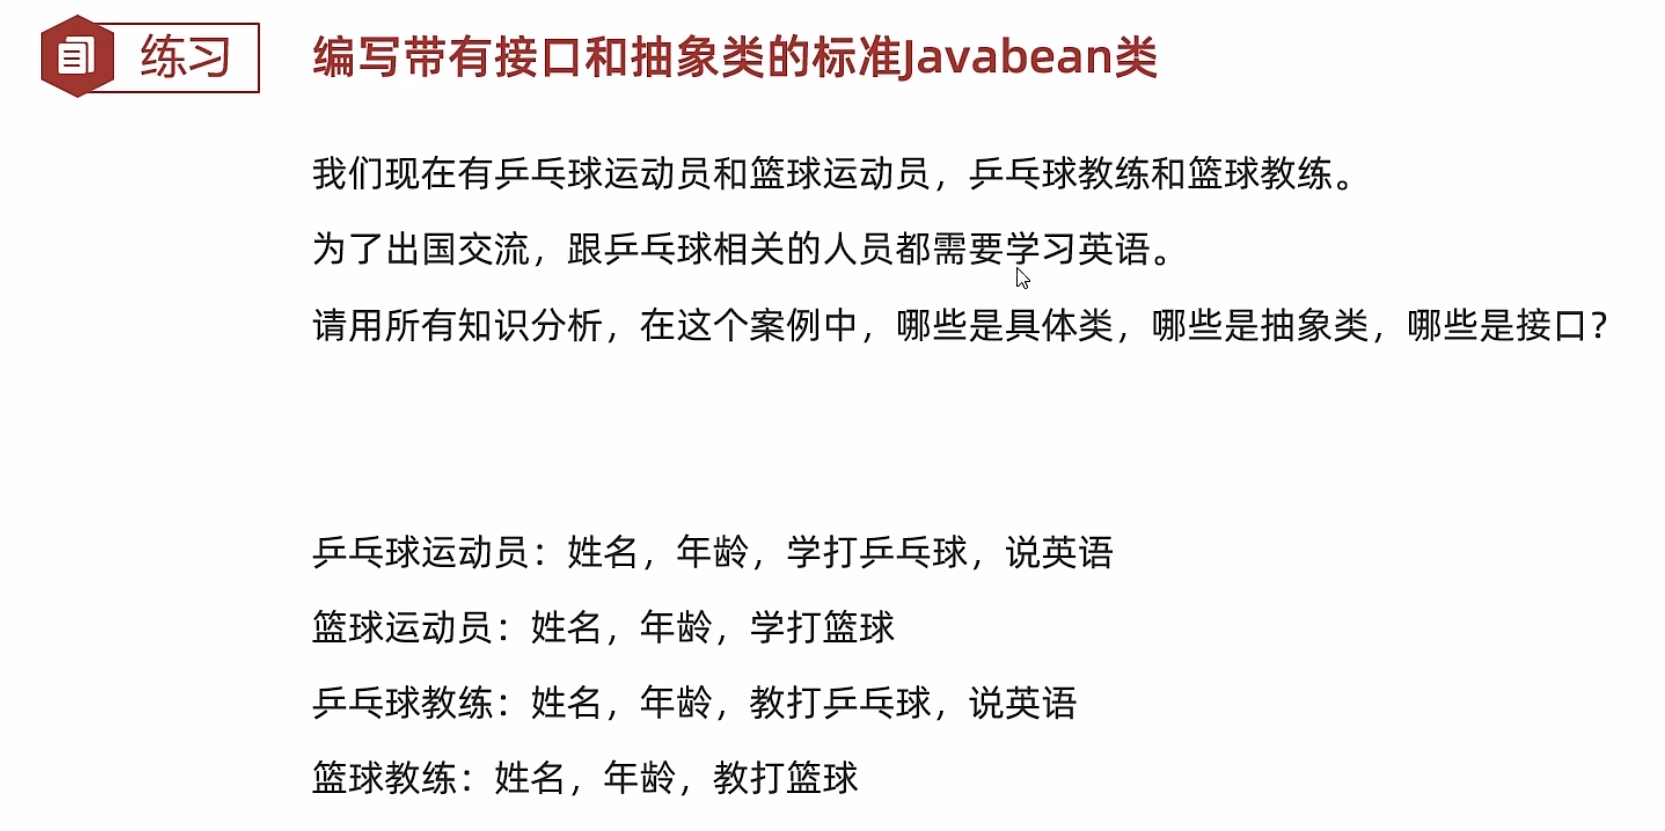 练习
编写带有接口和抽象类的标准Javabean类
我们现在有乒乓球运动员和篮球运动员，乒乓球教练和篮球教练。
为了出国交流，跟乒乓球相关的人员都需要学习英语。
请用所有知识分析，在这个案例中，哪些是具体类，哪些是抽象类，哪些是接口？
乒乓球运动员：姓名，年龄，学打乒乓球，说英语
篮球运动员：姓名，年龄，学打篮球
乒乓球教练：姓名，年龄，教打乒乓球，说英语
篮球教练：姓名，年龄，教打篮球